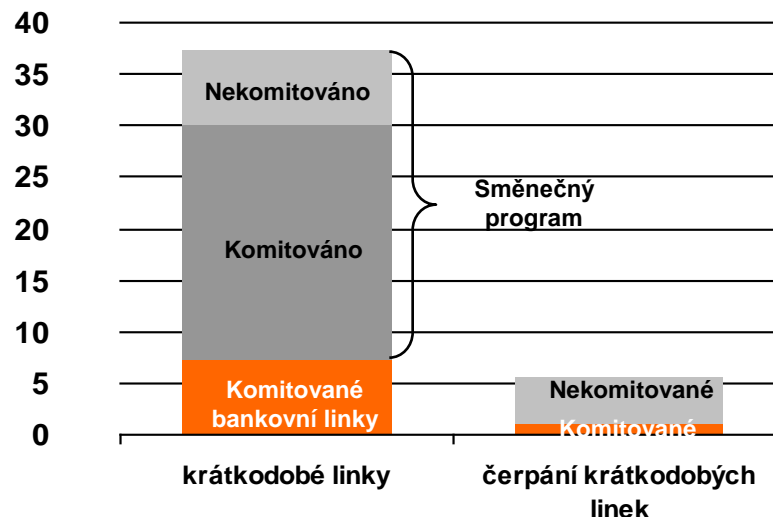 40
35
30
25
20
15
10
5
0
Nekomitováno
Komitováno
Komitované
bankovní linky
Směnečný
program
Nekomitované
Komitované
krátkodobé linky
čerpání krátkodobých
linek